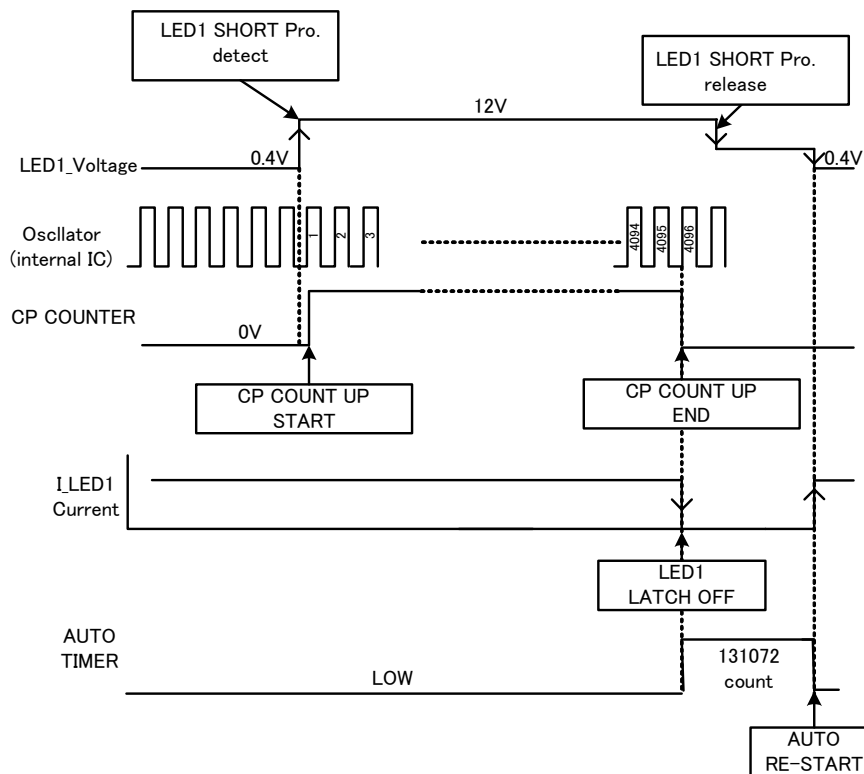 LED1 SHORT Pro.
detect
LED1 SHORT Pro.
release
12V
0.4V
0.4V
LED1_Voltage
Oscllator
(internal IC)
1
2
3
4094
4095
4096
CP COUNTER
0V
CP COUNT UP
START
CP COUNT UP
END
I_LED1
Current
LED1
LATCH OFF
AUTO
TIMER
LOW
131072
count
AUTO
RE-START